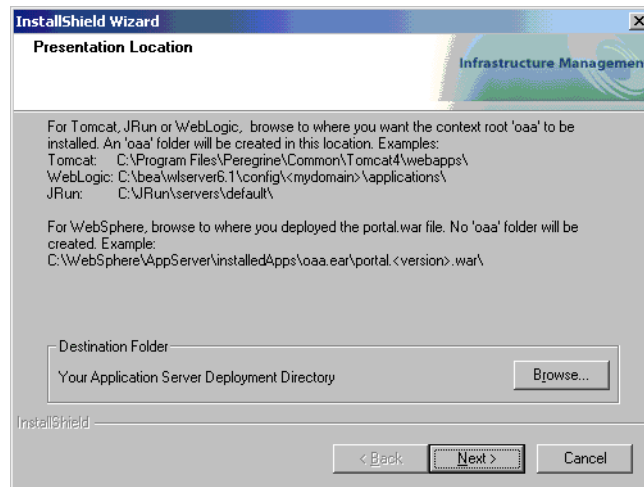 InstallShield Wizard
Presentation Location
Infrastructure Managemen
For Tomcat, JRun or WebLogic, browse to where you want the context root 'oaa' to be
installed. An 'oaa' folder will be created in this location. Examples:
Tomcat: C:\Program Files\Peregrine\Common\Tomcat4\webapps\
WebLogic: C:\bea\wlserver6.1\config\<mydomain>\applications\
JRun: C:\JRun\servers\default\
For WebSphere, browse to where you deployed the portal.war file. No 'oaa' folder will be
created. Example:
C:\WebSphere\AppServer\installedApps\oaa.ear\portal.<version>.war\
Destination Folder
Your Application Server Deployment Directory
Browse...
InstallShield
< Back
Next >
Cancel